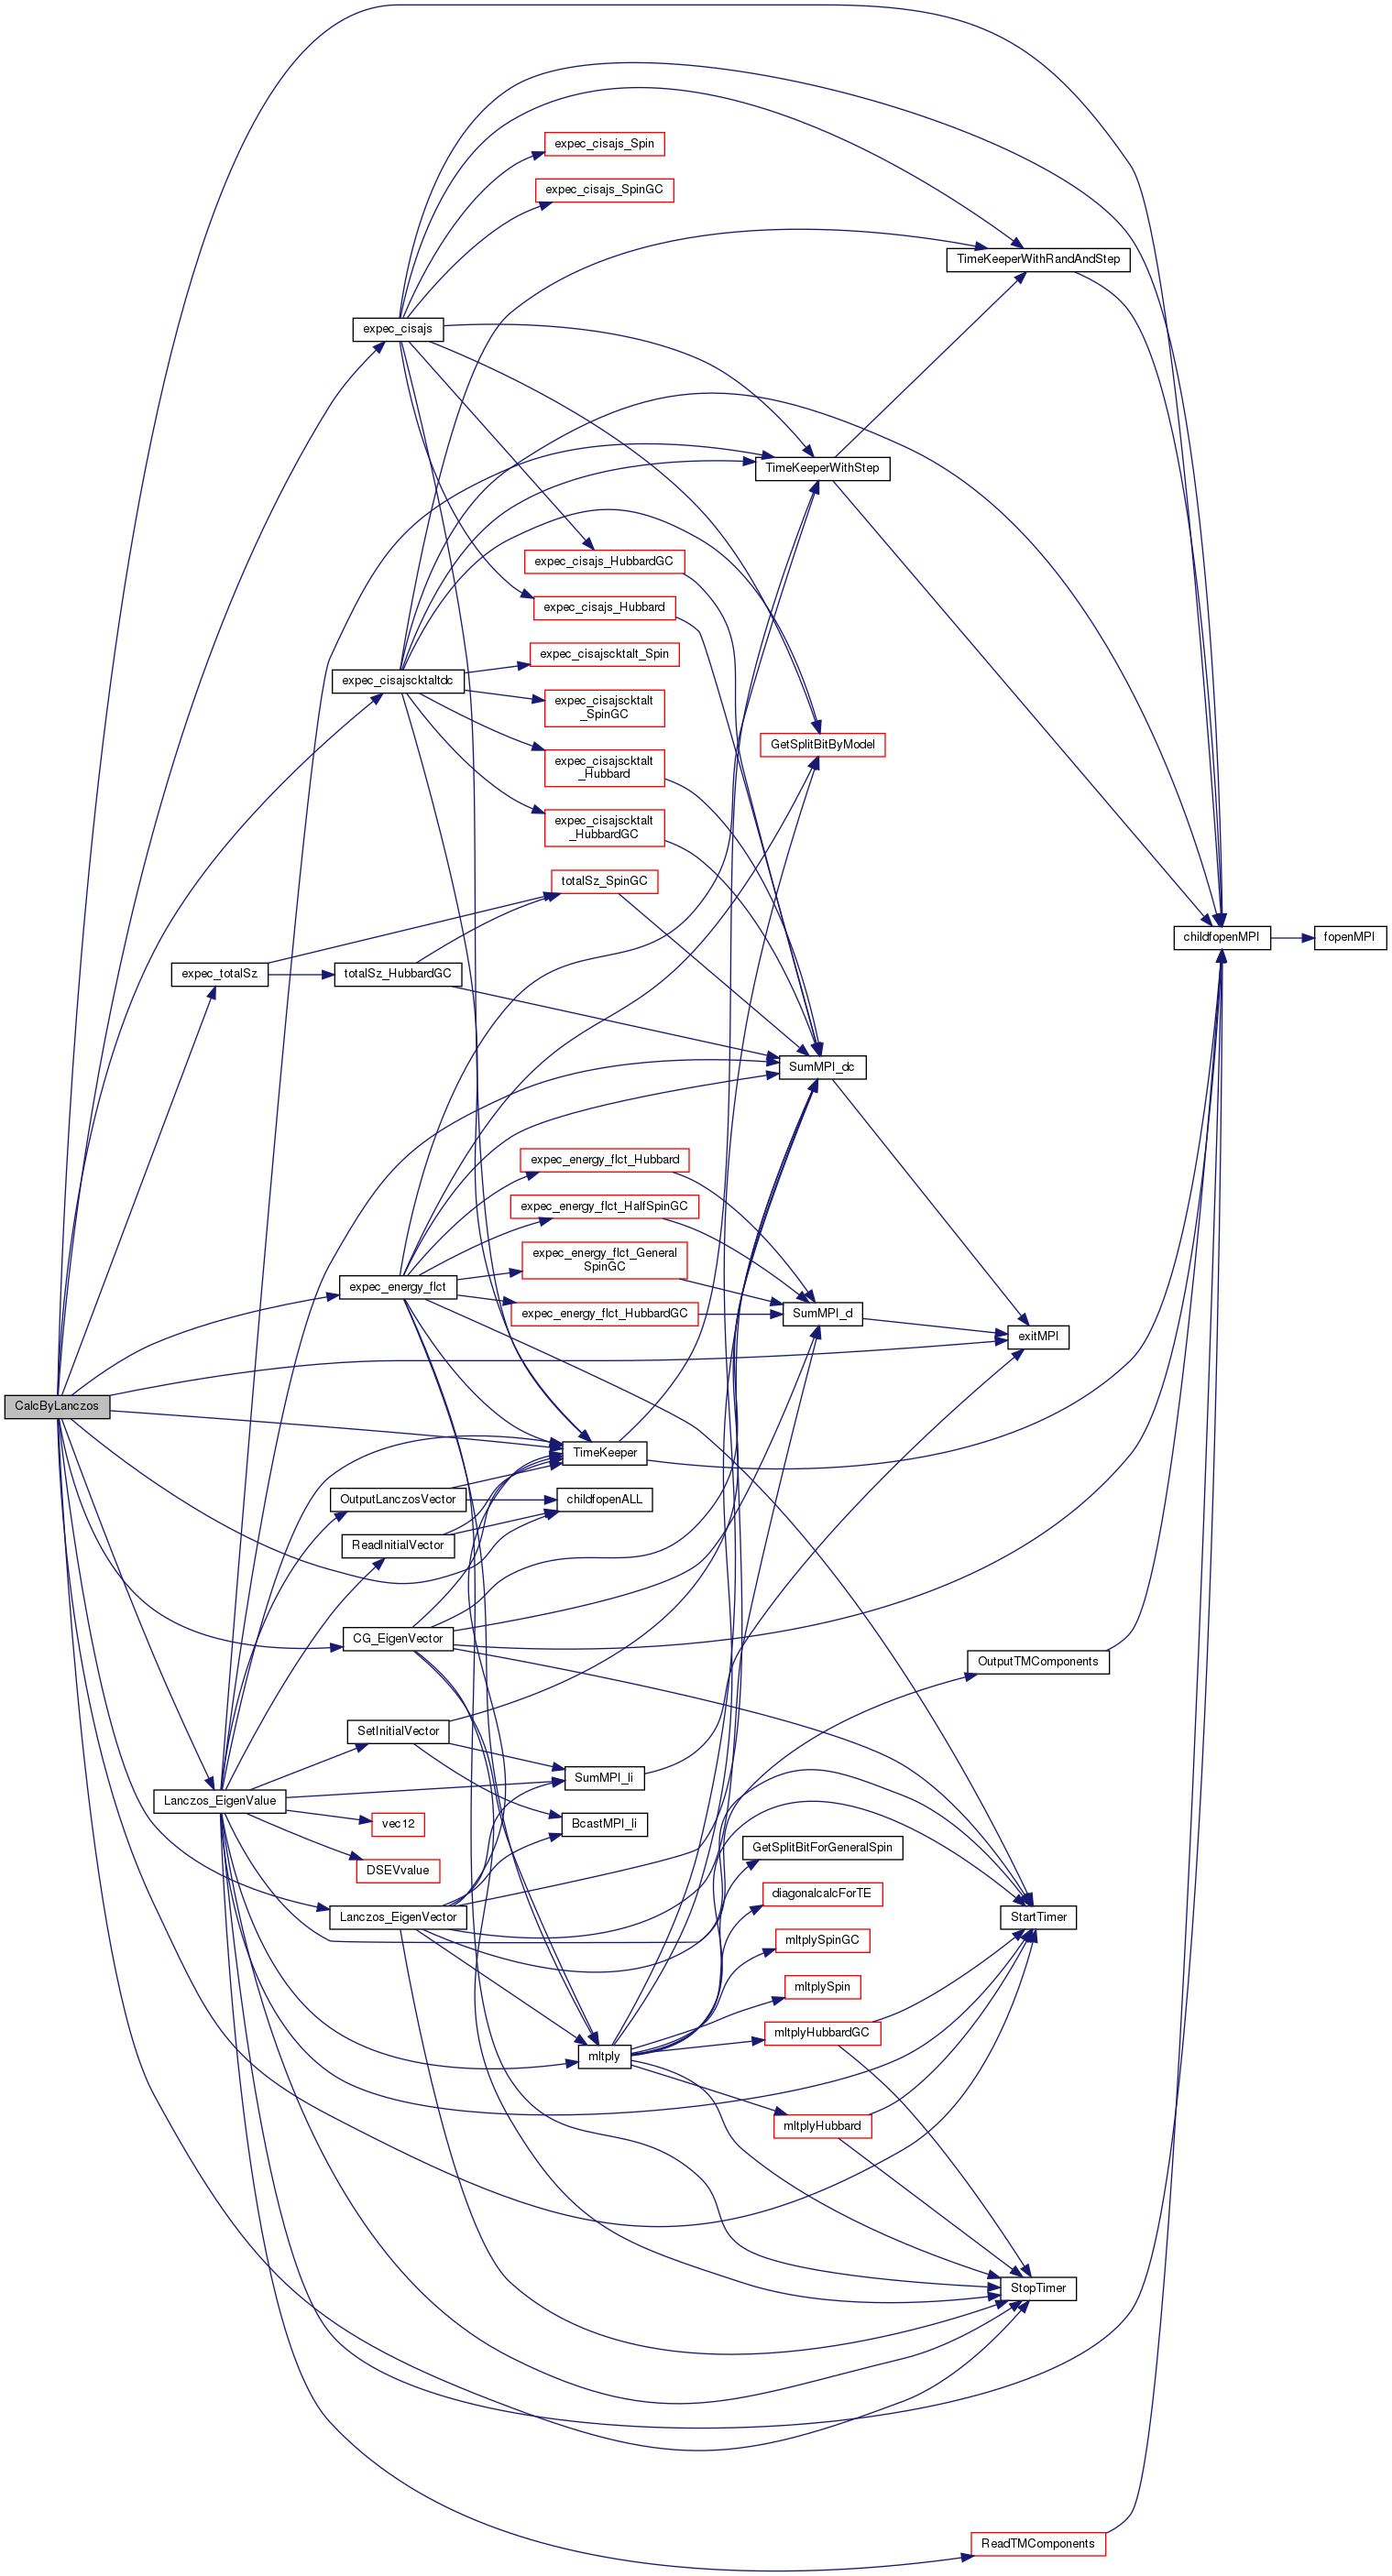 expec_cisajs_Spin
expec_cisajs_SpinGC
TimeKeeperWithRandAndStep
expec_cisajs
TimeKeeperWithStep
expec_cisajs_HubbardGC
expec_cisajs_Hubbard
expec_cisajscktalt_Spin
expec_cisajscktaltdc
expec_cisajscktalt
_SpinGC
GetSplitBitByModel
expec_cisajscktalt
_Hubbard
expec_cisajscktalt
_HubbardGC
totalSz_SpinGC
childfopenMPI
fopenMPI
expec_totalSz
totalSz_HubbardGC
SumMPI_dc
expec_energy_flct_Hubbard
expec_energy_flct_HalfSpinGC
expec_energy_flct_General
SpinGC
expec_energy_flct
expec_energy_flct_HubbardGC
SumMPI_d
exitMPI
CalcByLanczos
TimeKeeper
OutputLanczosVector
childfopenALL
ReadInitialVector
CG_EigenVector
OutputTMComponents
SetInitialVector
SumMPI_li
Lanczos_EigenValue
vec12
BcastMPI_li
GetSplitBitForGeneralSpin
DSEVvalue
diagonalcalcForTE
Lanczos_EigenVector
StartTimer
mltplySpinGC
mltplySpin
mltplyHubbardGC
mltply
mltplyHubbard
StopTimer
ReadTMComponents